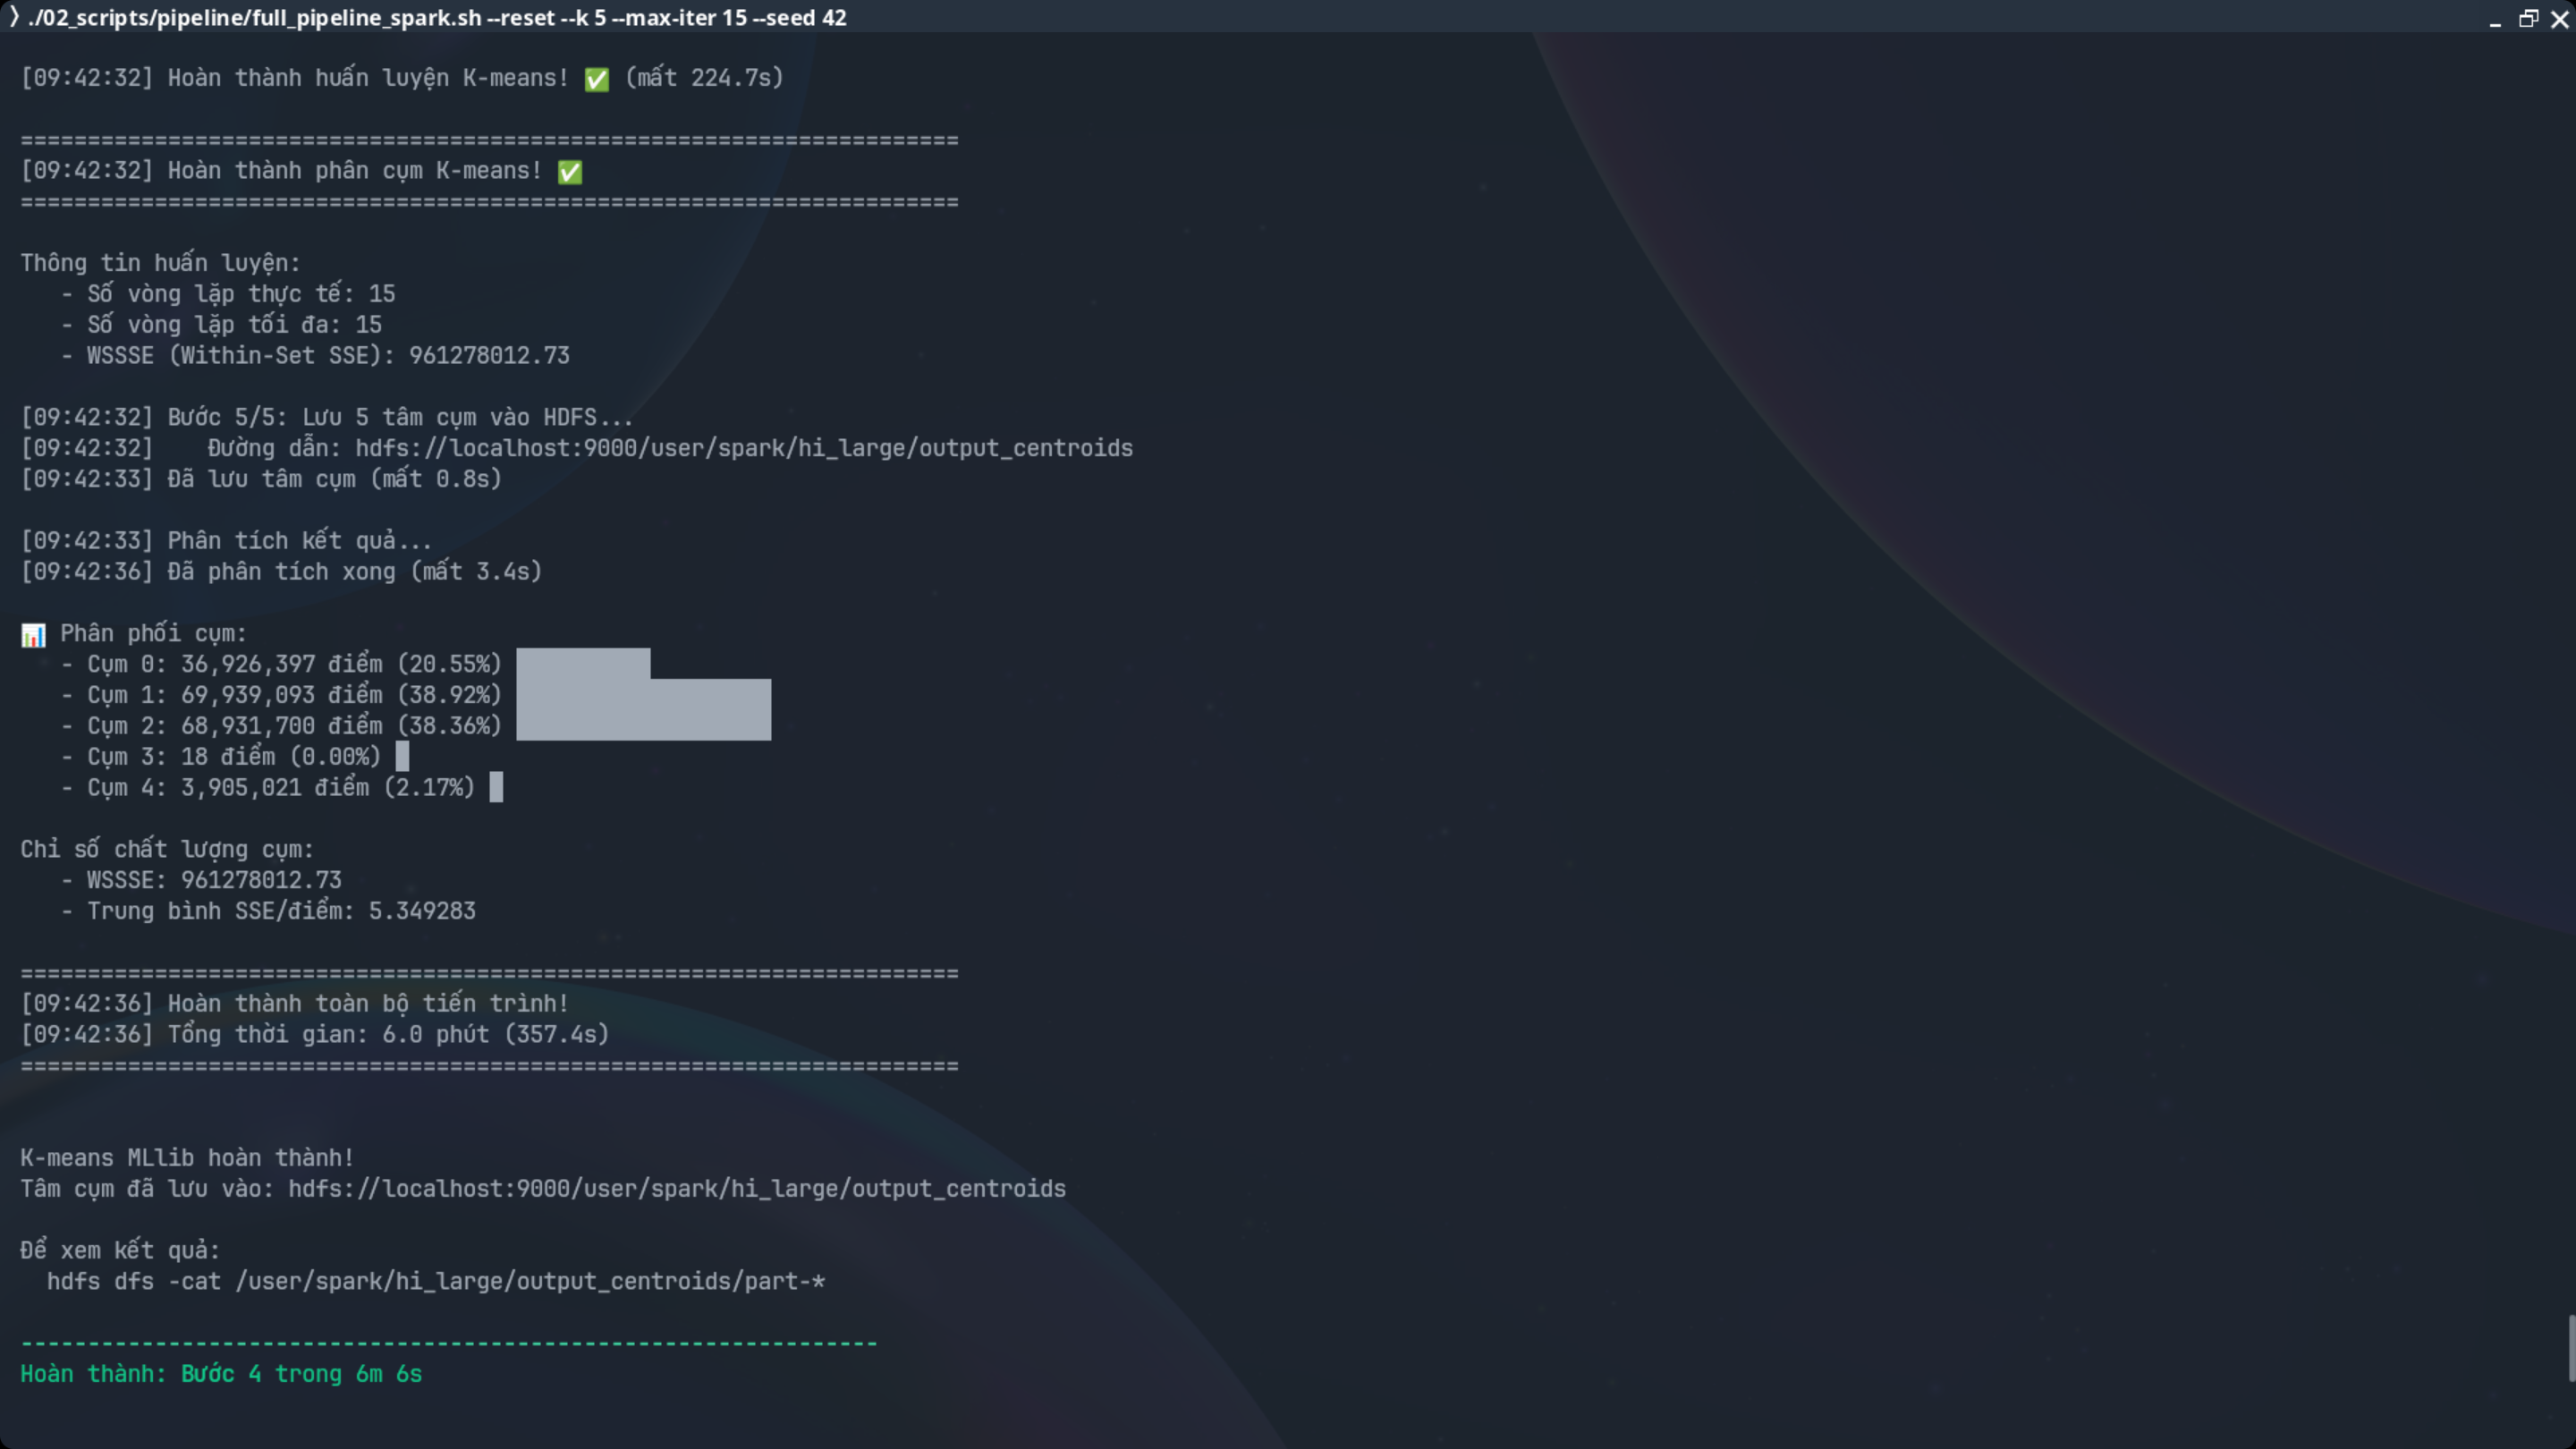 ❭ ./02_scripts/pipeline/full_pipeline_spark.sh --reset --k 5 --max-iter 15 --seed 42
[09:42:32] Hoàn thành huấn luyện K-means! ✅ (mất 224.7s)
======================================================================
[09:42:32] Hoàn thành phân cụm K-means! ✅
======================================================================
Thông tin huấn luyện:
- Số vòng lặp thực tế: 15
- Số vòng lặp tối đa: 15
- WSSSE (Within-Set SSE): 961278012.73
[09:42:32] Bước 5/5: Lưu 5 tâm cụm vào HDFS...
[09:42:32] Đường dẫn: hdfs://localhost:9000/user/spark/hi_large/output_centroids
[09:42:33] Đã lưu tâm cụm (mất 0.8s)
[09:42:33] Phân tích kết quả...
[09:42:36] Đã phân tích xong (mất 3.4s)
📊 Phân phối cụm:
- Cụm 0: 36,926,397 điểm (20.55%) ██████████
- Cụm 1: 69,939,093 điểm (38.92%) ███████████████████
- Cụm 2: 68,931,700 điểm (38.36%) ███████████████████
- Cụm 3: 18 điểm (0.00%) █
- Cụm 4: 3,905,021 điểm (2.17%) █
Chỉ số chất lượng cụm:
- WSSSE: 961278012.73
- Trung bình SSE/điểm: 5.349283
======================================================================
[09:42:36] Hoàn thành toàn bộ tiến trình!
[09:42:36] Tổng thời gian: 6.0 phút (357.4s)
======================================================================
K-means MLlib hoàn thành!
Tâm cụm đã lưu vào: hdfs://localhost:9000/user/spark/hi_large/output_centroids
Để xem kết quả:
hdfs dfs -cat /user/spark/hi_large/output_centroids/part-*
----------------------------------------------------------------
Hoàn thành: Bước 4 trong 6m 6s